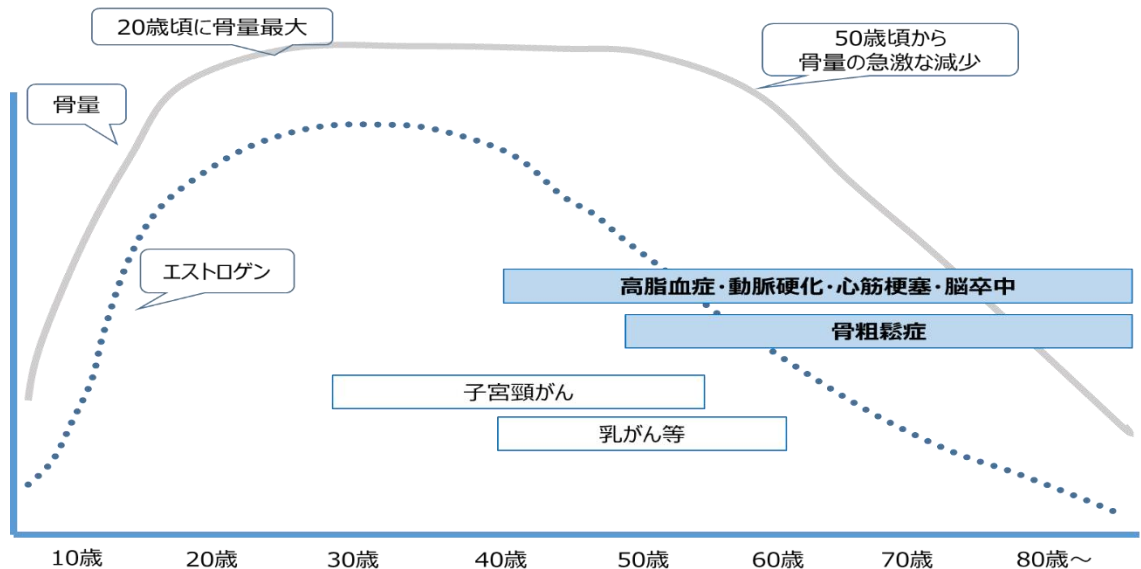 20歳頃に骨量最大
50歳頃から
骨量の急激な減少
骨量
エストロゲン
高脂血症・動脈硬化・心筋梗塞・脳卒中
骨粗鬆症
子宮頸がん
乳がん等
10歳 20歳 30歳 40歳 50歳 60歳 70歳 80歳～